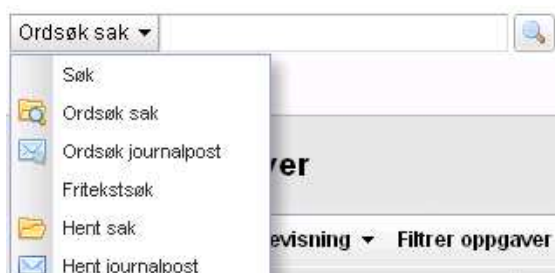 Ordsøk sak
Søk
Ordsøk sak
Ordsøk journalpost
Fritekstsøk
ver
Hent sak
evisning Filtrer oppgaver
Hent journalpost